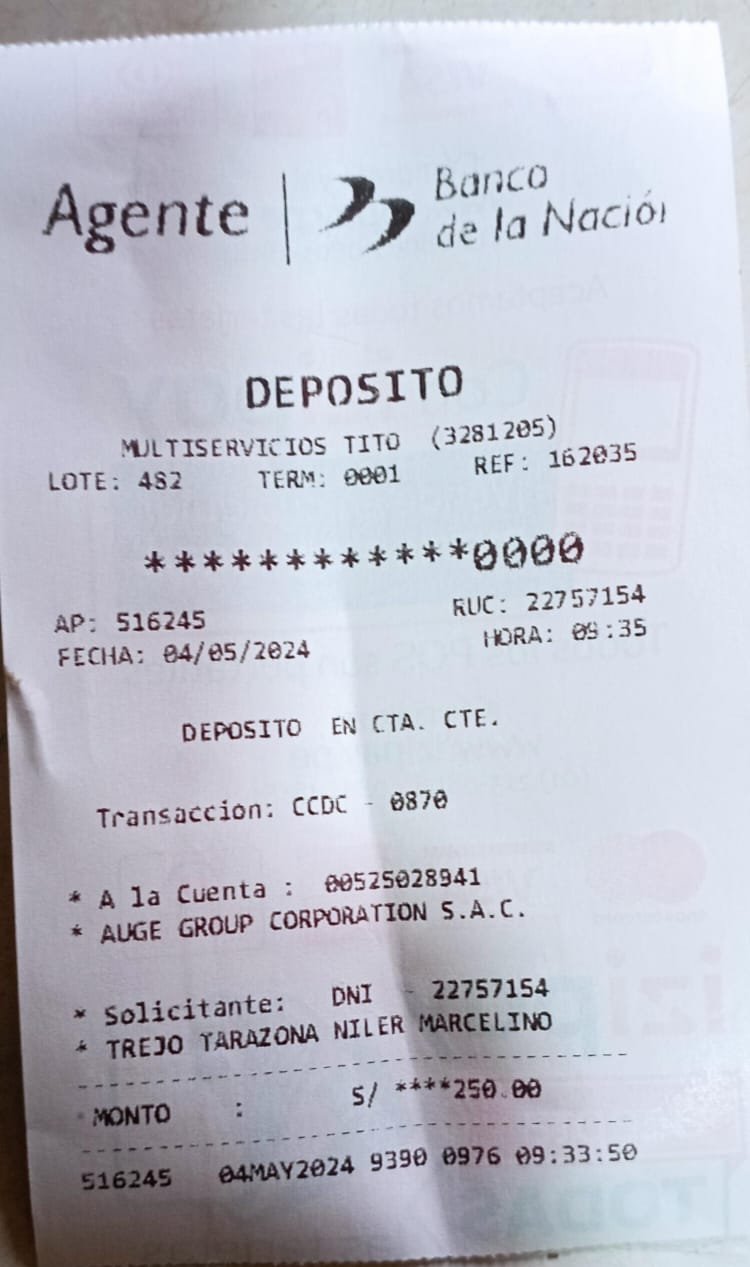 Agente | Banco
de la Nación
DEPOSITO
MULTISERVICIOS TITO (3281205)
LOTE: 482 TERM: 0001 REF: 162035
************0000
AP: 516245 RUC: 22757154
FECHA: 04/05/2024 HORA: 09:35
DEPOSITO EN CTA. CTE.
Transaccion: CCDC - 0870
* A la Cuenta : 00525028941
* AUGE GROUP CORPORATION S.A.C.
* Solicitante: DNI - 22757154
* TREJO TARAZONA NILER MARCELINO
MONTO : S/ ****250.00
516245 04MAY2024 9390 0976 09:33:50